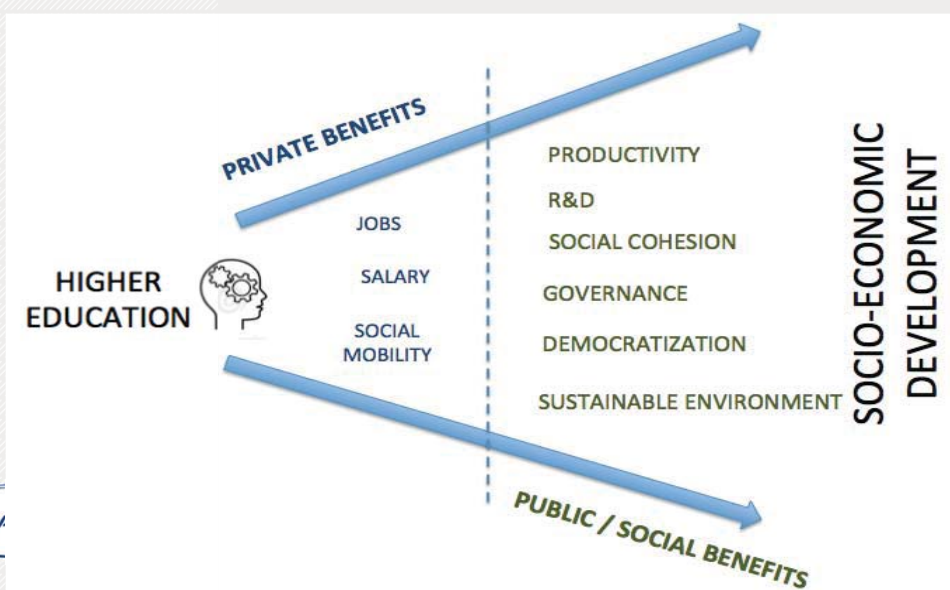 PRIVATE BENEFITS
HIGHER
EDUCATION
JOBS
SALARY
SOCIAL
MOBILITY
PRODUCTIVITY
R&D
SOCIAL COHESION
GOVERNANCE
DEMOCRATIZATION
SUSTAINABLE ENVIRONMENT
PUBLIC / SOCIAL BENEFITS
SOCIO-ECONOMIC
DEVELOPMENT